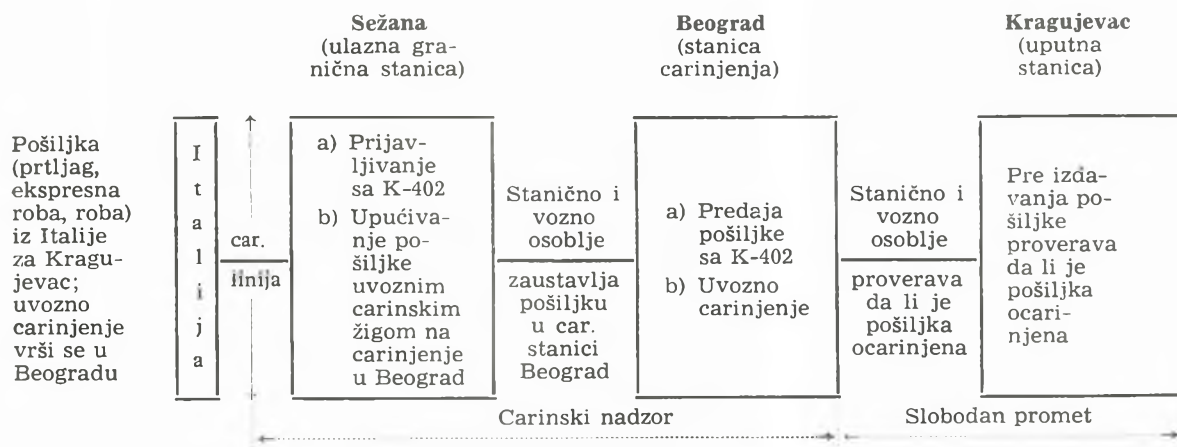 Sežana
(ulazna gra-
nična stanica)
Beograd
(stanica
carinjenja)
Kragujevac
(uputna
stanica)
Pošiljka
(prtljag,
ekspresna
roba, roba)
iz Italije
za Kragu-
jevac;
uvozno
carinjenje
vrši se u
Beogradu
I
t
a
l
i
j
a
car.
linija
a) Prijav-
ljivanje
sa K-402
b) Upućiva-
nje po-
šiljke
uvoznim
carinskim
žigom na
carinjenje
u Beograd
Stanično i
vozno
osoblje
zaustavlja
pošiljku
u car.
stanici
Beograd
a) Predaja
pošiljke
sa K-402
b) Uvozno
carinjenje
Stanično i
vozno
osoblje
proverava
da li je
pošiljka
ocarinjena
Pre izda-
vanja po-
šiljke
proverava
da li je
pošiljka
ocari-
njena
Carinski nadzor
Slobodan promet